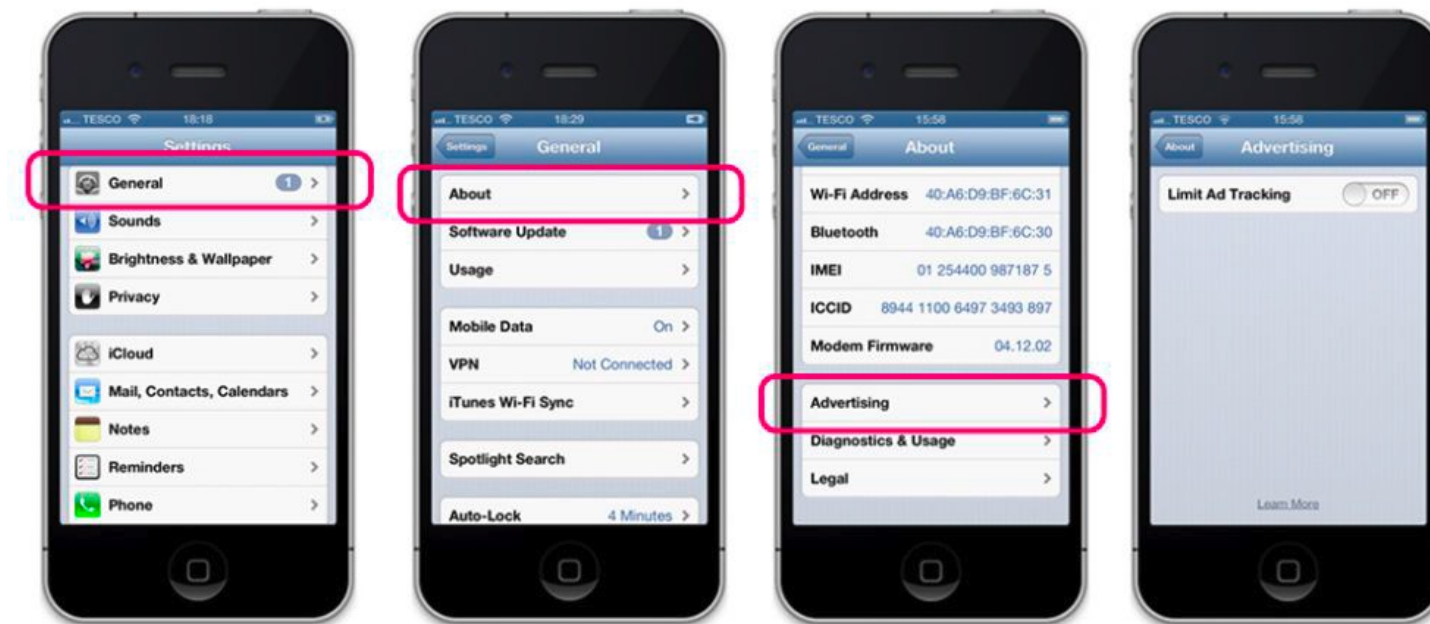 TESCO 18:18
Settings
General 1
Sounds
Brightness & Wallpaper
Privacy
iCloud
Mail, Contacts, Calendars
Notes
Reminders
Phone
TESCO 18:29
Settings General
About
Software Update 1
Usage
Mobile Data On
VPN Not Connected
iTunes Wi-Fi Sync
Spotlight Search
Auto-Lock 4 Minutes
TESCO 15:58
General About
Wi-Fi Address 40:A6:D9:BF:6C:31
Bluetooth 40:A6:D9:BF:6C:30
IMEI 01 254400 987187 5
ICCID 8944 1100 6497 3493 897
Modem Firmware 04.12.02
Advertising
Diagnostics & Usage
Legal
TESCO 15:58
About Advertising
Limit Ad Tracking OFF
Learn More